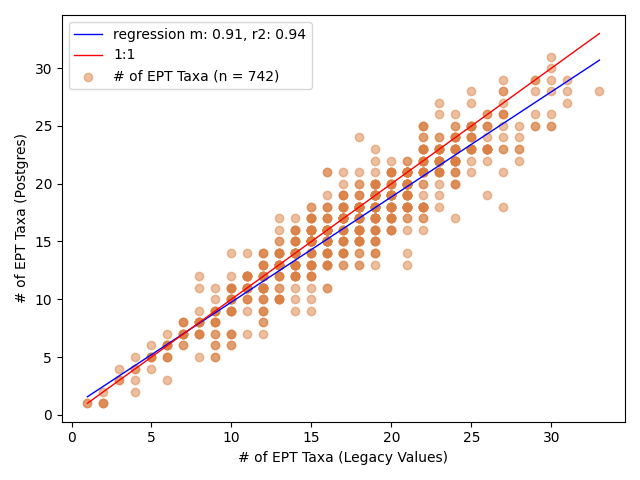 regression m: 0.91, r2: 0.94
1:1
# of EPT Taxa (n = 742)
# of EPT Taxa (Postgres)
30
25
20
15
10
5
0
0 5 10 15 20 25 30
# of EPT Taxa (Legacy Values)